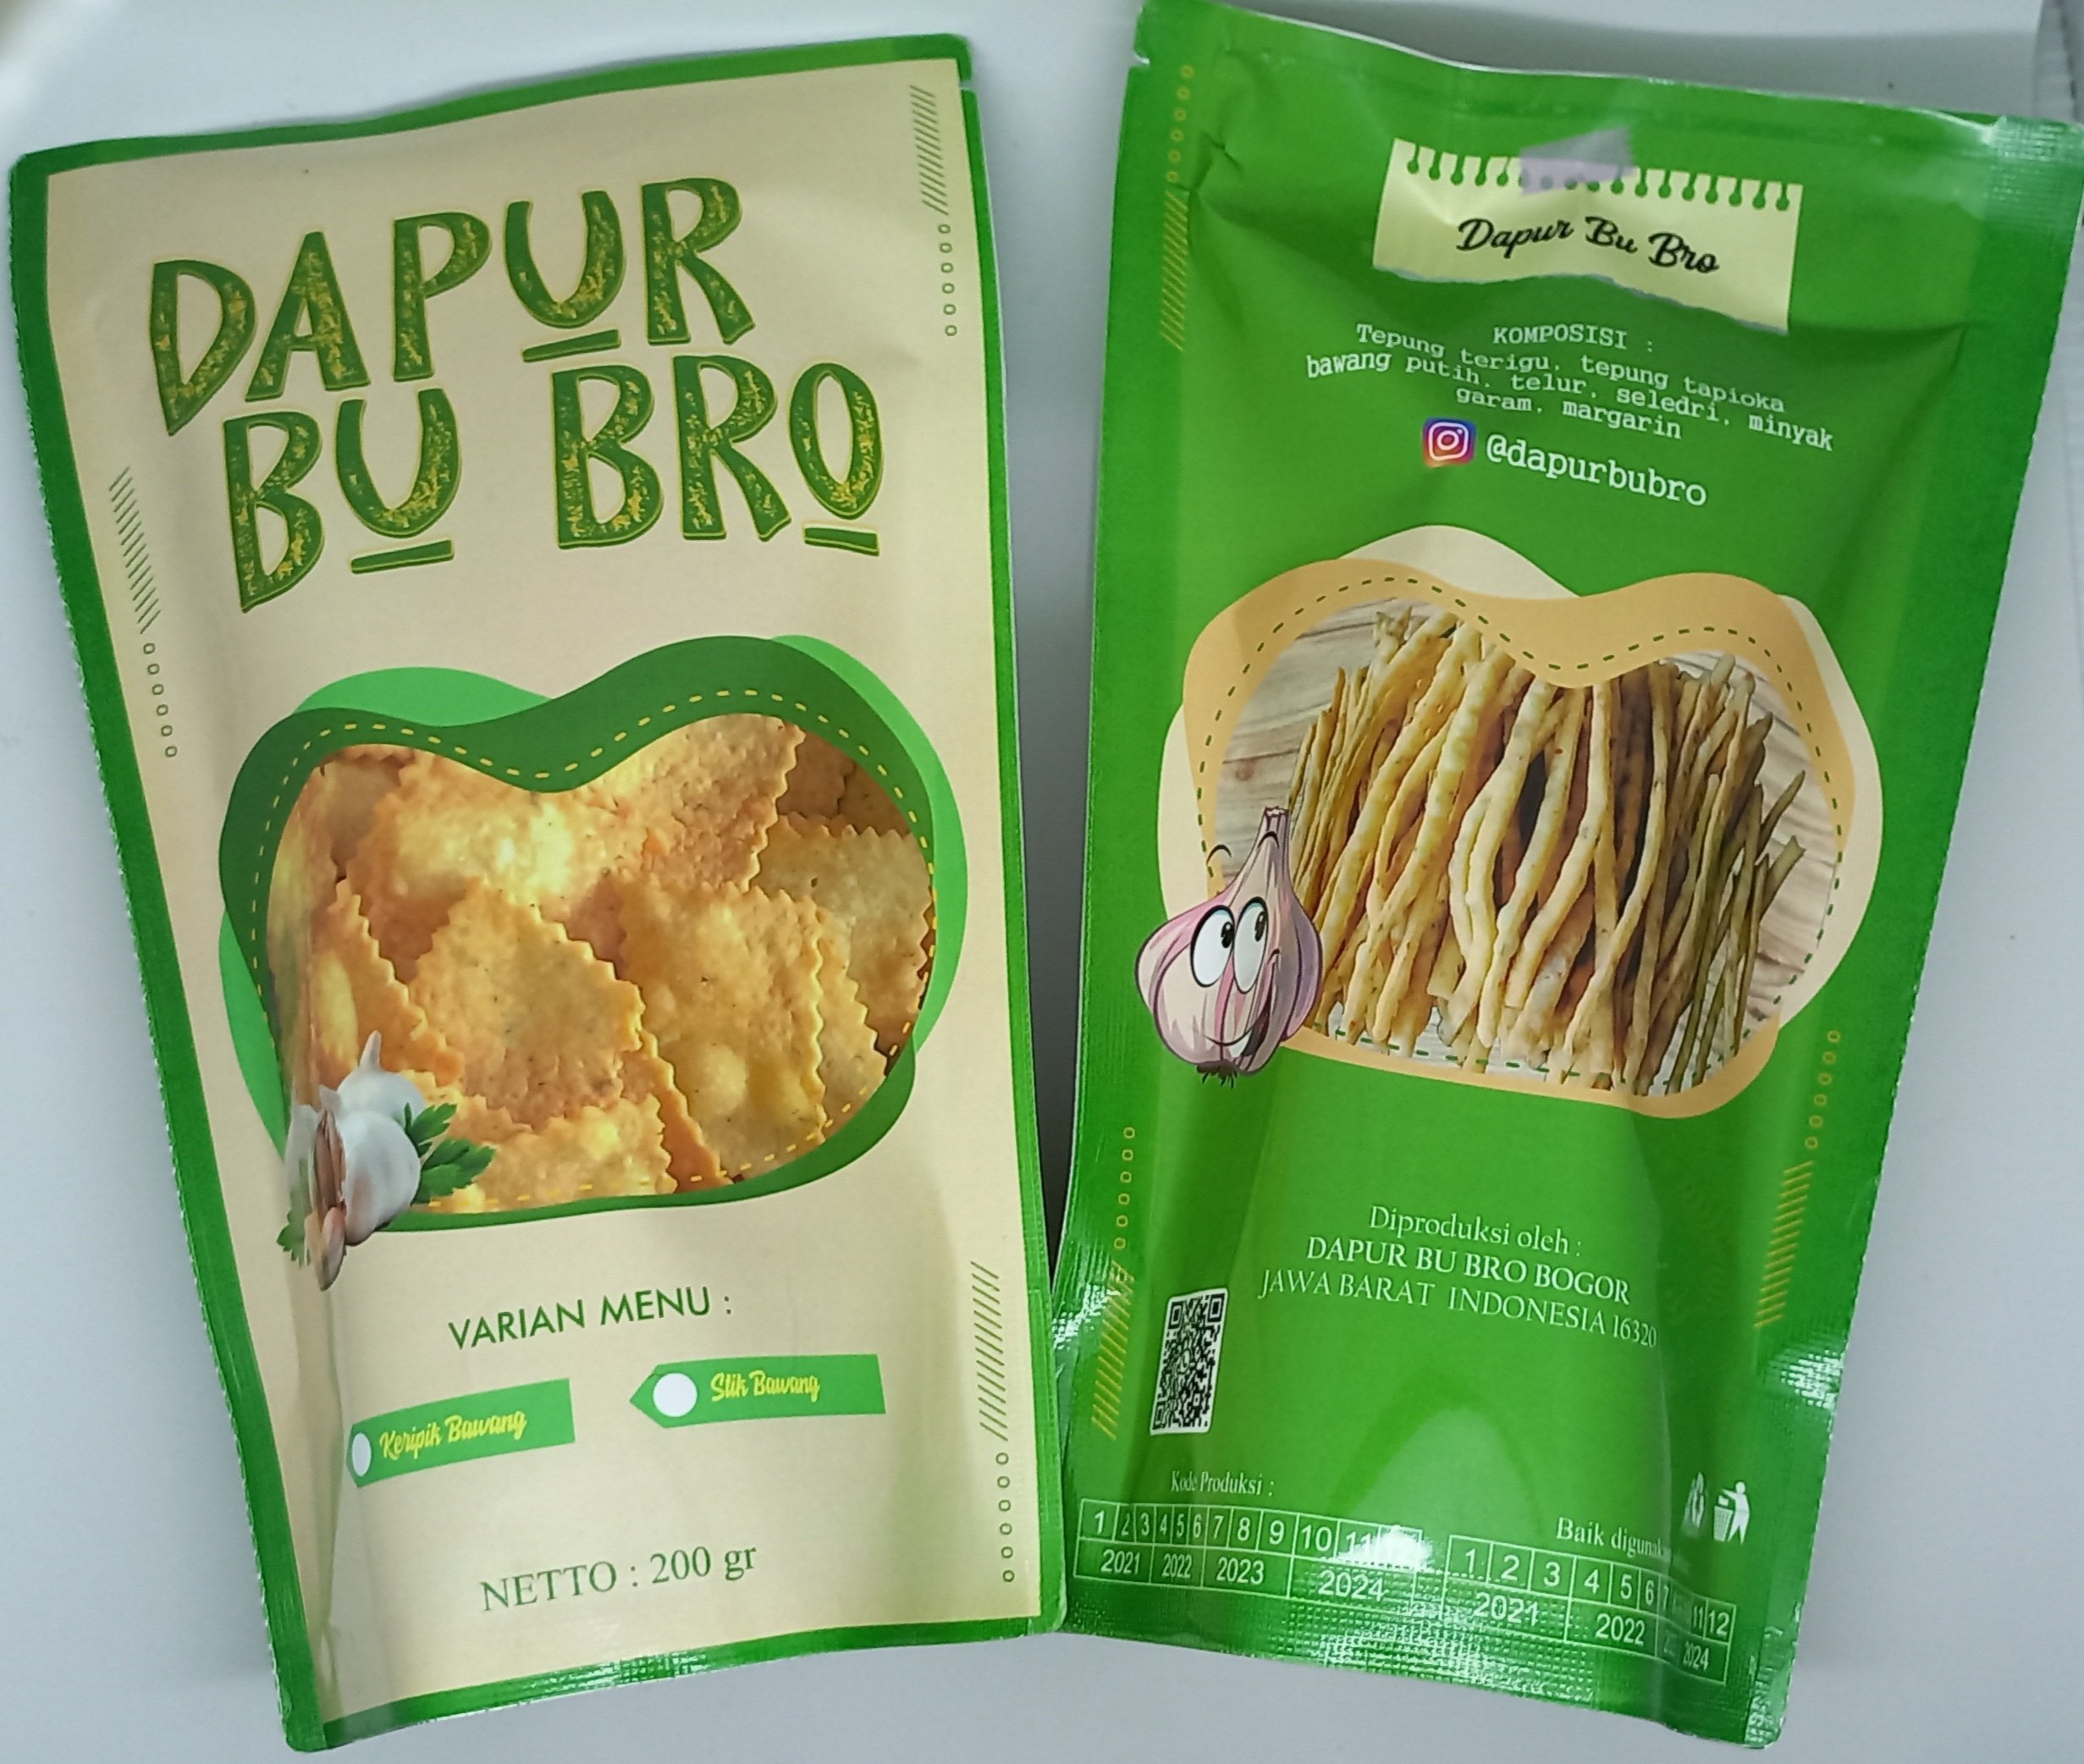 DAPUR
BU BRO
VARIAN MENU :
Keripik Bawang
Slik Bawang
NETTO : 200 gr
Dapur Bu Bro
KOMPOSISI :
Tepung terigu, tepung tapioka
bawang putih, telur, seledri, minyak
garam, margarin
@dapurbubro
Diproduksi oleh :
DAPUR BU BRO BOGOR
JAWA BARAT INDONESIA 16320
Kode Produksi :
1 2 3 4 5 6 7 8 9 10 11
2021 2022 2023 2024
Baik
1 2 3 4 5 6 7 11 12
2021 2022 2024